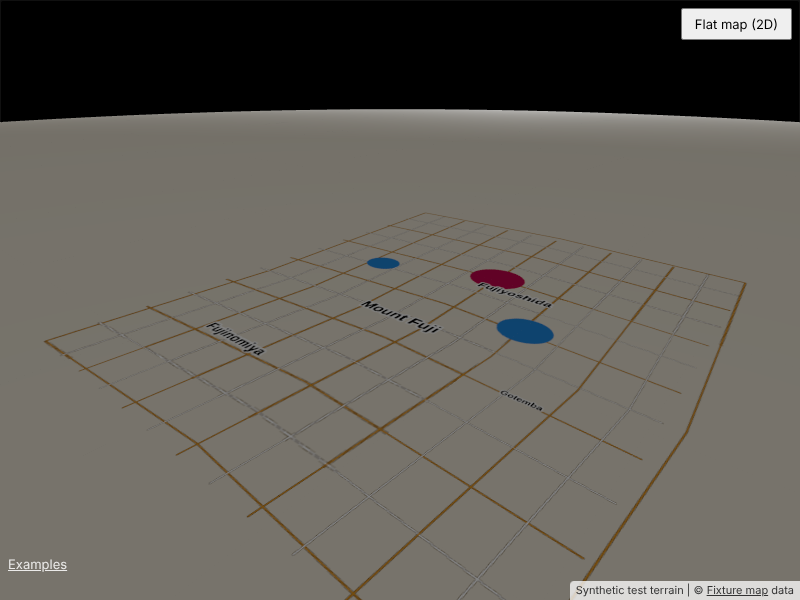 Flat map (2D)
Fujiyoshida
Mount Fuji
Fujinomiya
Gotemba
Examples
Synthetic test terrain | © Fixture map data